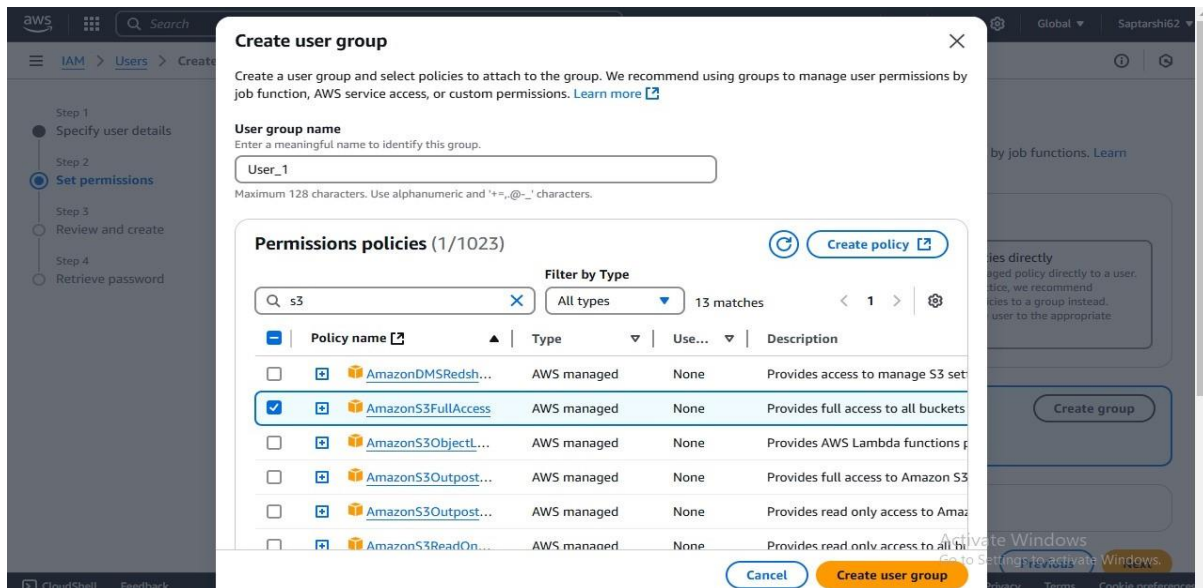 aws
Search
Global
Saptarshi62
IAM > Users > Create
Step 1
Specify user details
Step 2
Set permissions
Step 3
Review and create
Step 4
Retrieve password
Create user group
Create a user group and select policies to attach to the group. We recommend using groups to manage user permissions by
job function, AWS service access, or custom permissions. Learn more
User group name
Enter a meaningful name to identify this group.
User_1
Maximum 128 characters. Use alphanumeric and '+=,.@-_' characters.
Permissions policies (1/1023)
Create policy
Filter by Type
s3
All types
13 matches
< 1 >
Policy name Type Use... Description
AmazonDMSRedsh... AWS managed None Provides access to manage S3 set
AmazonS3FullAccess AWS managed None Provides full access to all buckets
AmazonS3ObjectL... AWS managed None Provides AWS Lambda functions p
AmazonS3Outpost... AWS managed None Provides full access to Amazon S3
AmazonS3Outpost... AWS managed None Provides read only access to Amaz
AmazonS3ReadOn... AWS managed None Provides read only access to all bu
Cancel
Create user group
by job functions. Learn
ies directly
aged policy directly to a user.
tice, we recommend
icies to a group instead.
user to the appropriate
Create group
Activate Windows
Go to Settings to activate Windows.
Previous
Next
CloudShell Feedback
Privacy Terms Cookie preferences